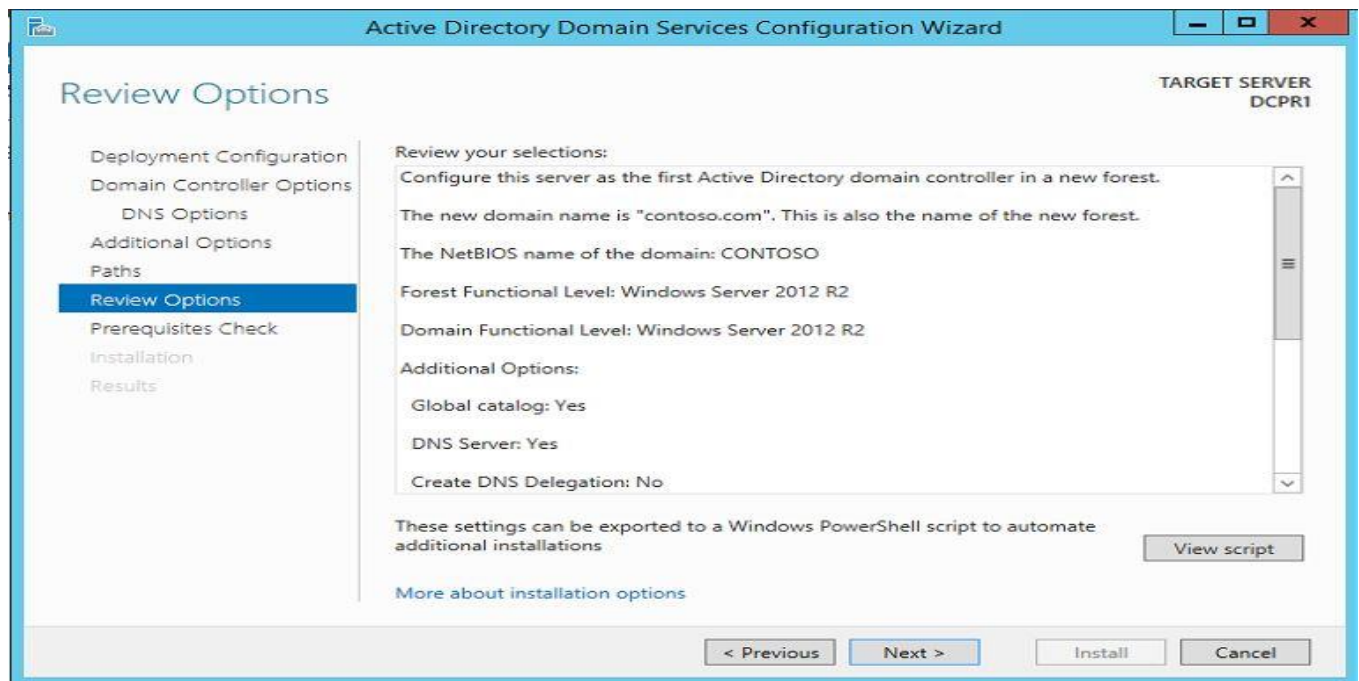 Active Directory Domain Services Configuration Wizard
Review Options
TARGET SERVER
DCPR1
Deployment Configuration
Domain Controller Options
DNS Options
Additional Options
Paths
Review Options
Prerequisites Check
Installation
Results
Review your selections:
Configure this server as the first Active Directory domain controller in a new forest.
The new domain name is "contoso.com". This is also the name of the new forest.
The NetBIOS name of the domain: CONTOSO
Forest Functional Level: Windows Server 2012 R2
Domain Functional Level: Windows Server 2012 R2
Additional Options:
Global catalog: Yes
DNS Server: Yes
Create DNS Delegation: No
These settings can be exported to a Windows PowerShell script to automate
additional installations
View script
More about installation options
< Previous
Next >
Install
Cancel